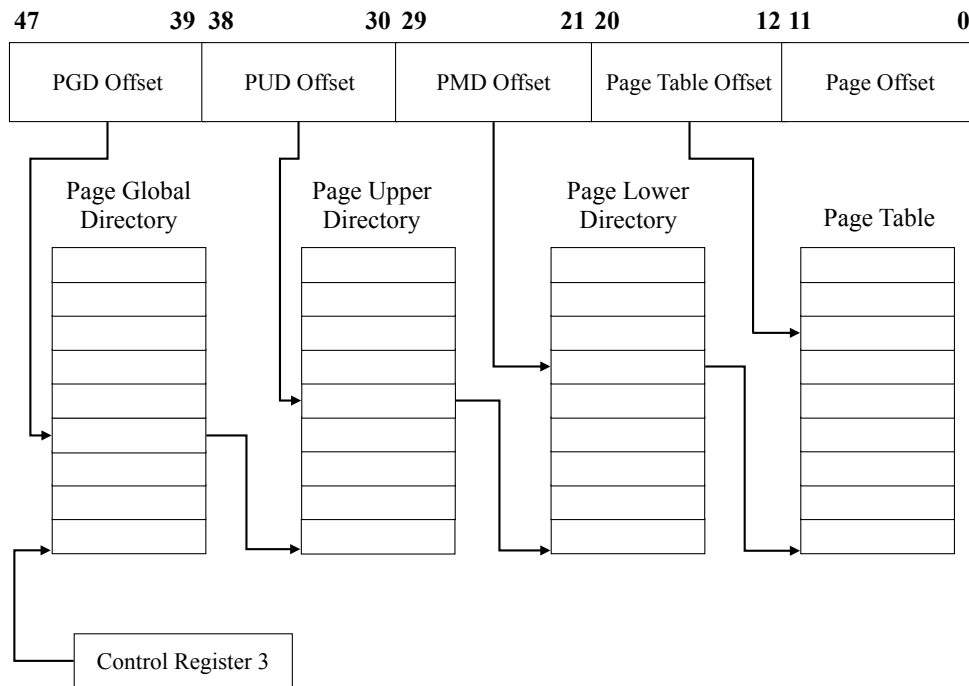 47 39 38 30 29 21 20 12 11 0
PGD Offset PUD Offset PMD Offset Page Table Offset Page Offset
Page Global
Directory
Page Upper
Directory
Page Lower
Directory
Page Table
Control Register 3